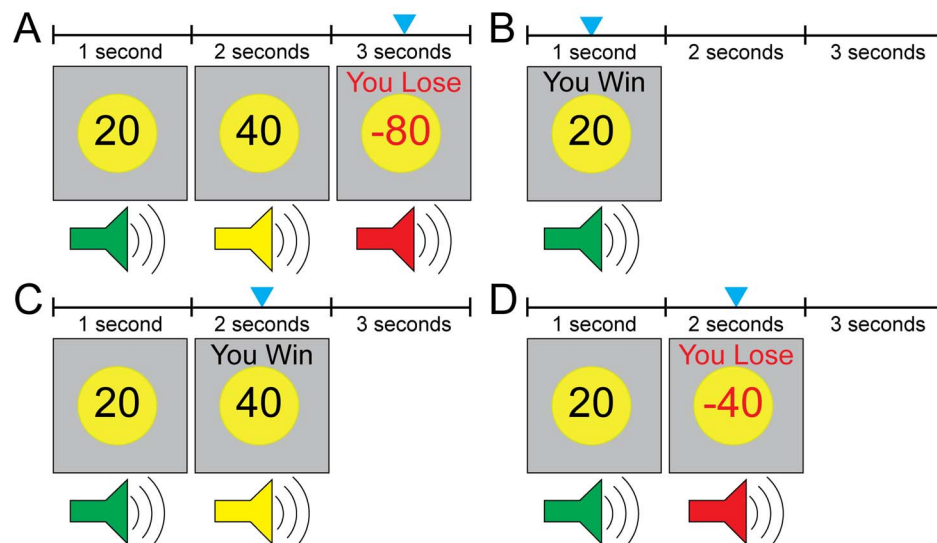 A
1 second 2 seconds 3 seconds
You Lose
20 40 -80
B
1 second 2 seconds 3 seconds
You Win
20
C
1 second 2 seconds 3 seconds
You Win
20 40
D
1 second 2 seconds 3 seconds
You Lose
20 -40